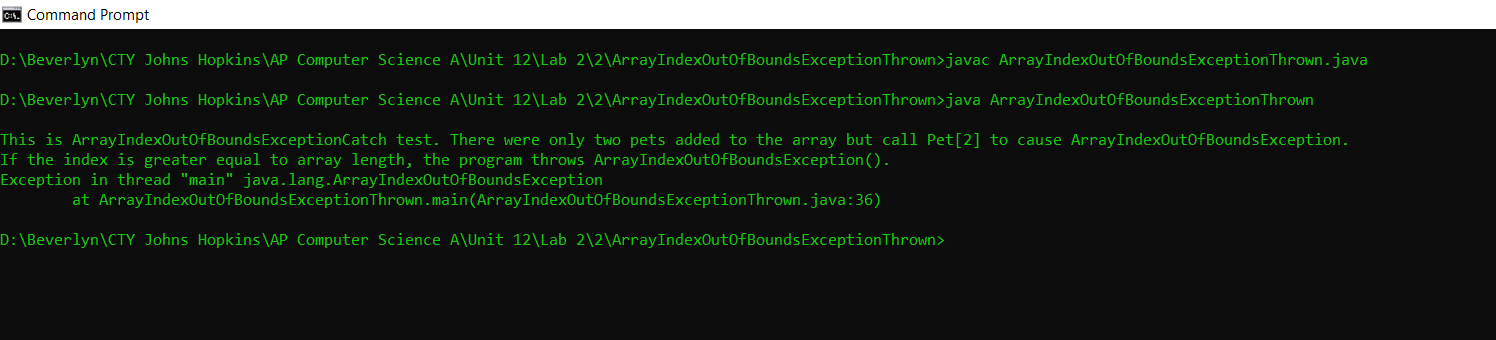 Command Prompt
D:\Beverlyn\CTY Johns Hopkins\AP Computer Science A\Unit 12\Lab 2\2\ArrayIndexOutOfBoundsExceptionThrown>javac ArrayIndexOutOfBoundsExceptionThrown.java
D:\Beverlyn\CTY Johns Hopkins\AP Computer Science A\Unit 12\Lab 2\2\ArrayIndexOutOfBoundsExceptionThrown>java ArrayIndexOutOfBoundsExceptionThrown
This is ArrayIndexOutOfBoundsExceptionCatch test. There were only two pets added to the array but call Pet[2] to cause ArrayIndexOutOfBoundsException.
If the index is greater equal to array length, the program throws ArrayIndexOutOfBoundsException().
Exception in thread "main" java.lang.ArrayIndexOutOfBoundsException
        at ArrayIndexOutOfBoundsExceptionThrown.main(ArrayIndexOutOfBoundsExceptionThrown.java:36)
D:\Beverlyn\CTY Johns Hopkins\AP Computer Science A\Unit 12\Lab 2\2\ArrayIndexOutOfBoundsExceptionThrown>